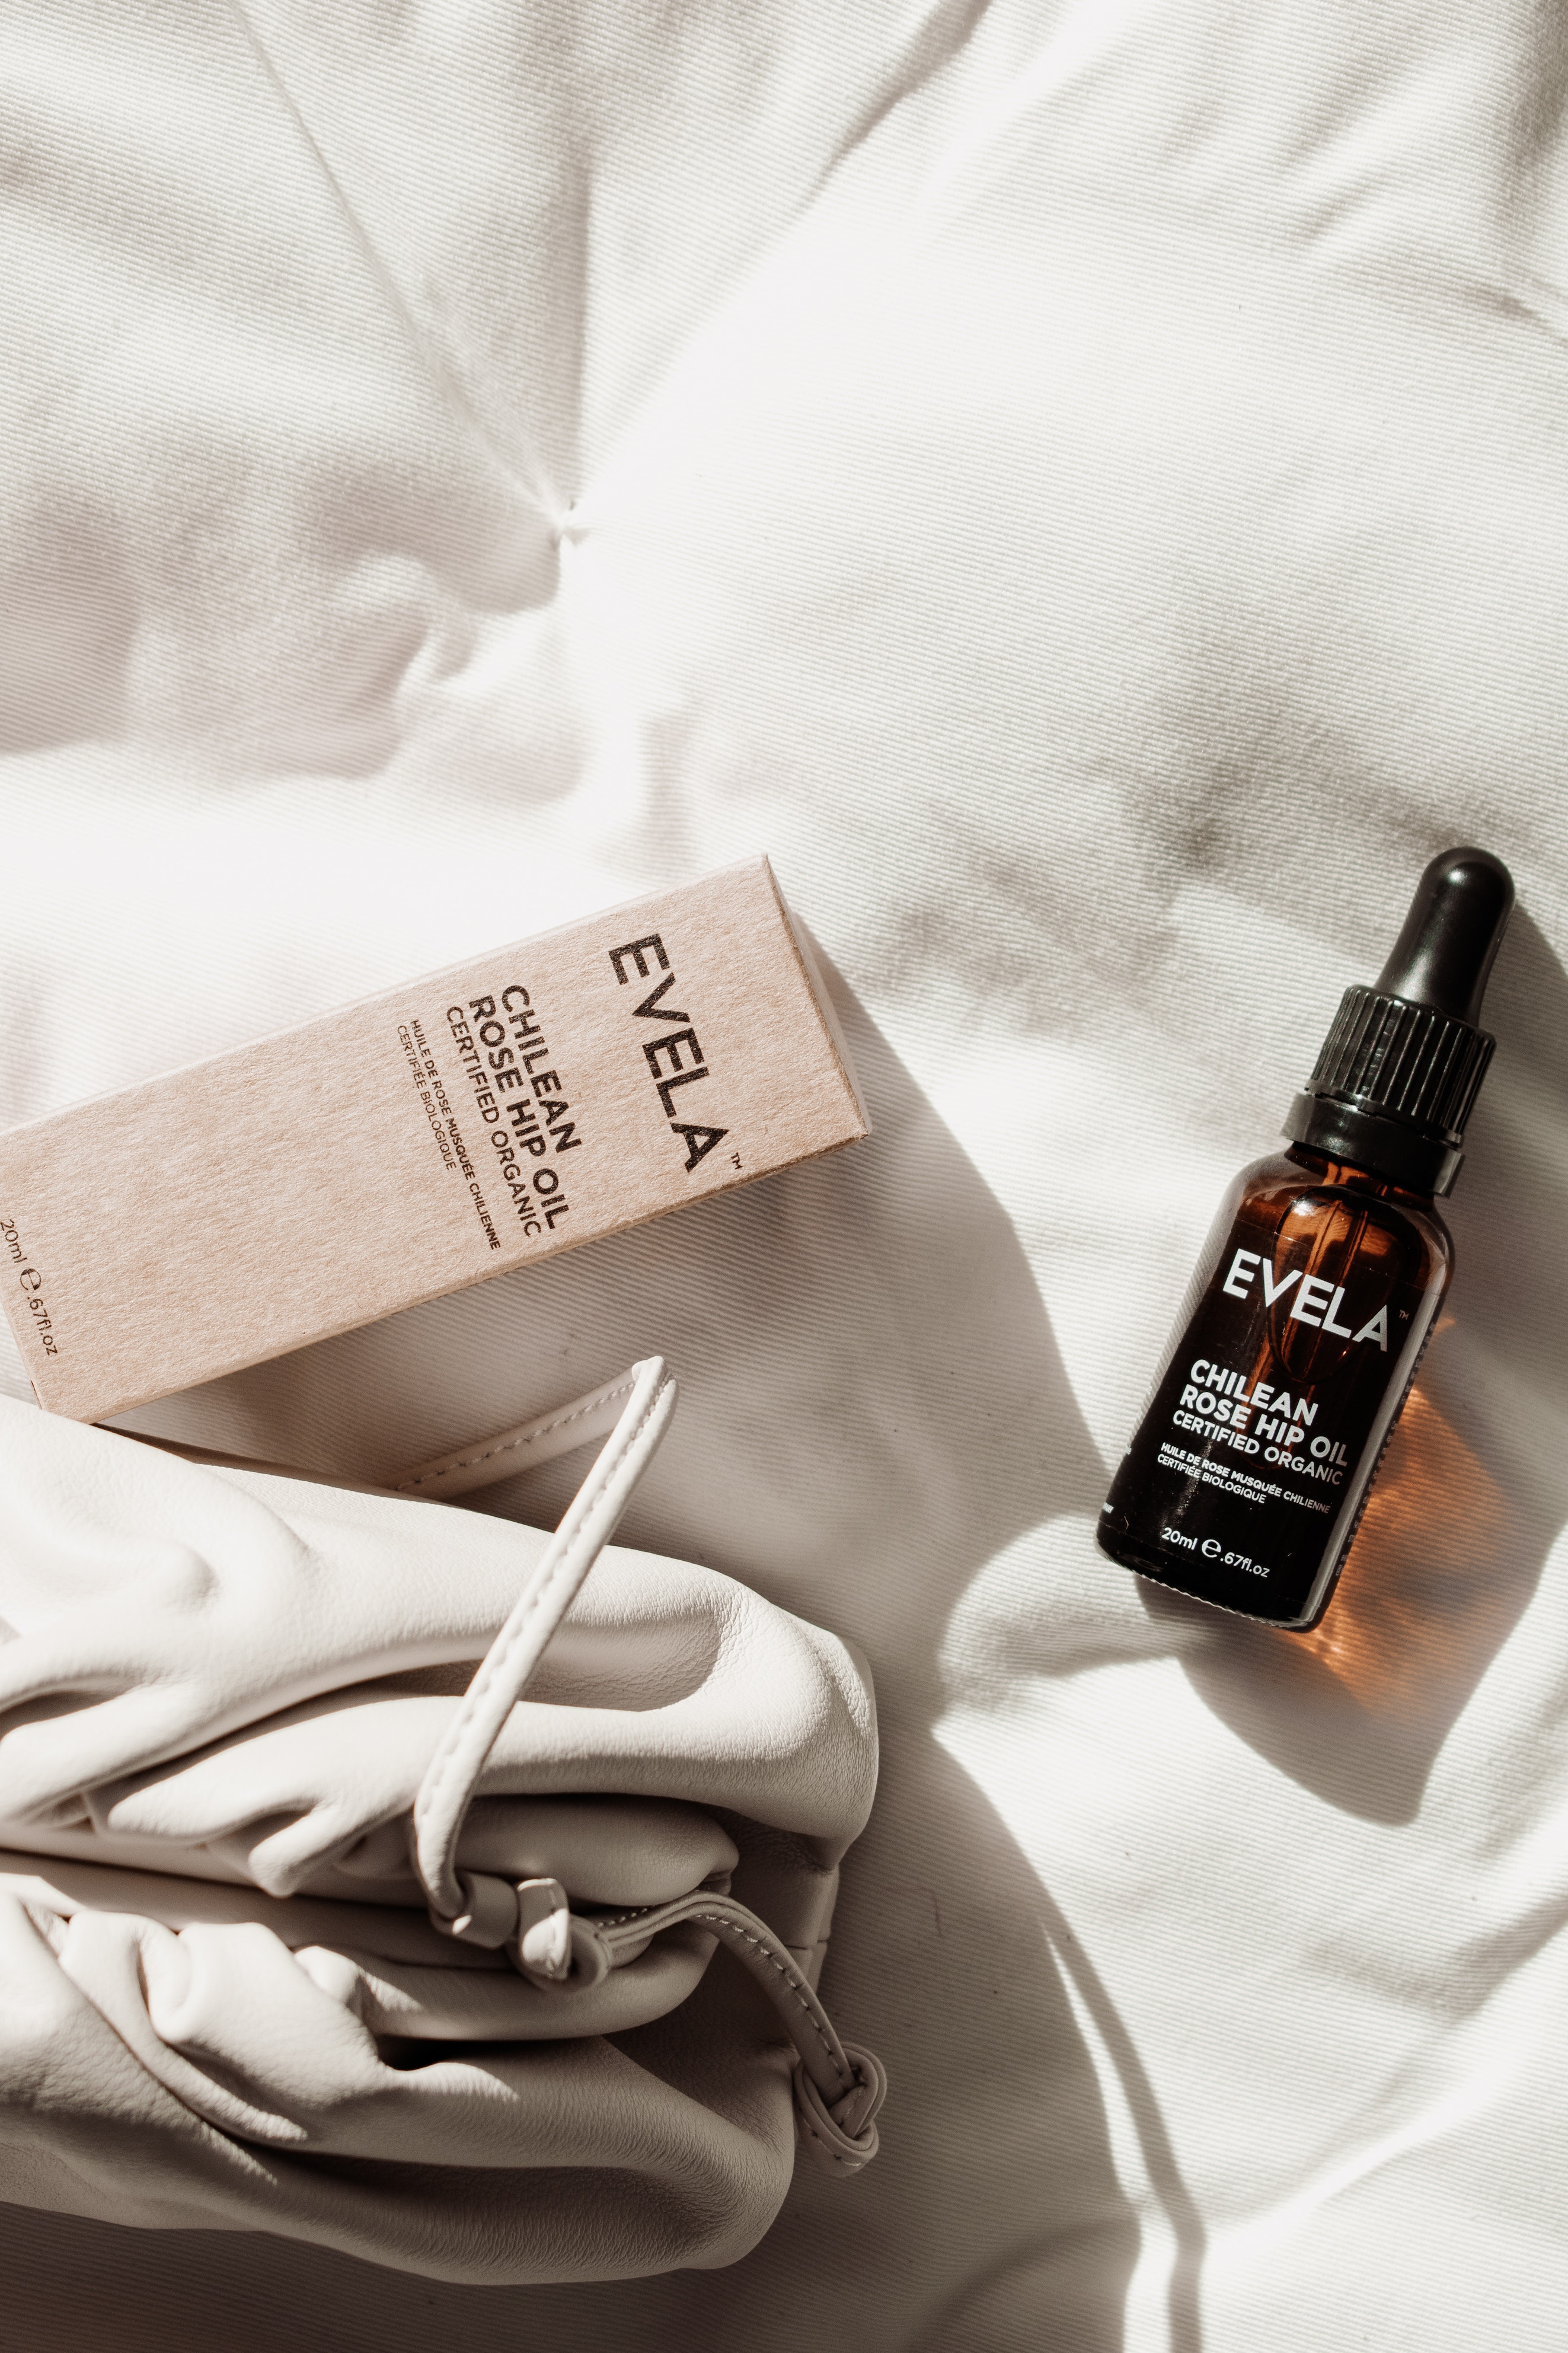 EVELA™
CHILEAN
ROSE HIP OIL
CERTIFIED ORGANIC
HUILE DE ROSE MUSQUÉE CHILIENNE
CERTIFIÉE BIOLOGIQUE
20ml ℮ .67fl.oz
EVELA™
CHILEAN
ROSE HIP OIL
CERTIFIED ORGANIC
HUILE DE ROSE MUSQUÉE CHILIENNE
CERTIFIÉE BIOLOGIQUE
20ml ℮ .67fl.oz